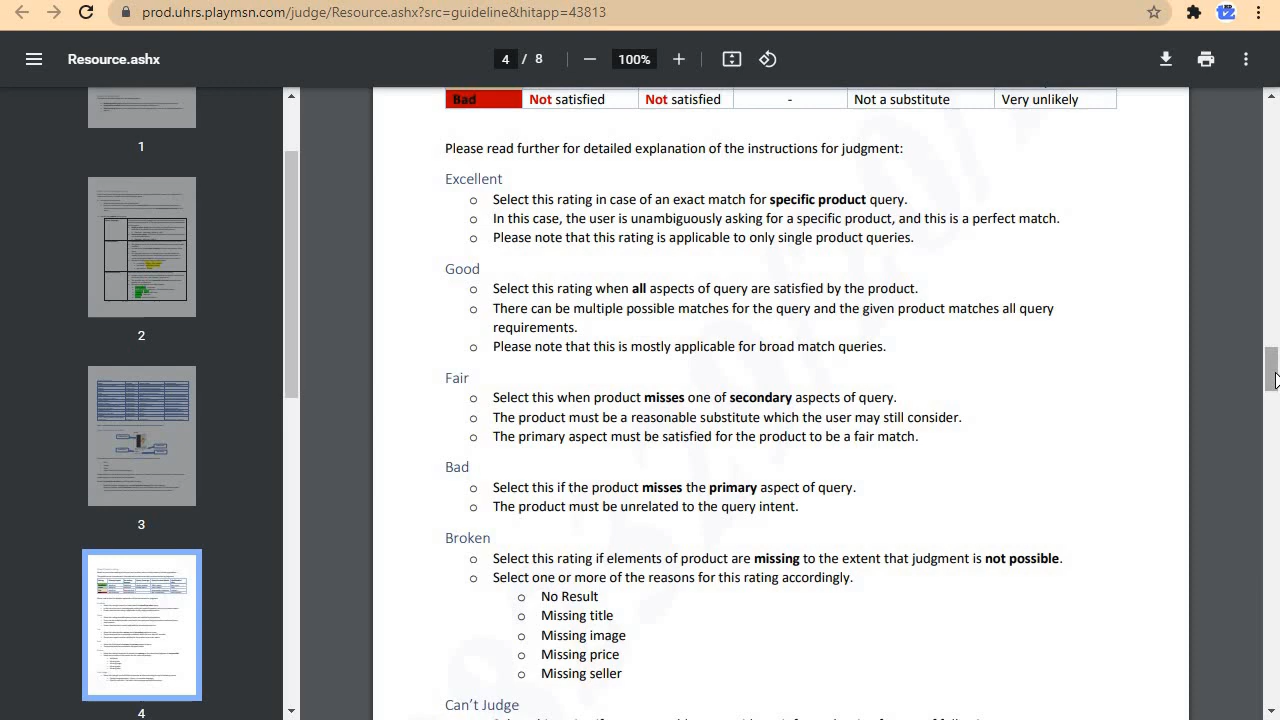 prod.uhrs.playmsn.com/judge/Resource.ashx?src=guideline&hitapp=43813
Resource.ashx
4 / 8
100%
1
2
3
4
Bad Not satisfied Not satisfied - Not a substitute Very unlikely
Please read further for detailed explanation of the instructions for judgment:
Excellent
o Select this rating in case of an exact match for specific product query.
o In this case, the user is unambiguously asking for a specific product, and this is a perfect match.
o Please note that this rating is applicable to only single product queries.
Good
o Select this rating when all aspects of query are satisfied by the product.
o There can be multiple possible matches for the query and the given product matches all query
requirements.
o Please note that this is mostly applicable for broad match queries.
Fair
o Select this when product misses one of secondary aspects of query.
o The product must be a reasonable substitute which the user may still consider.
o The primary aspect must be satisfied for the product to be a fair match.
Bad
o Select this if the product misses the primary aspect of query.
o The product must be unrelated to the query intent.
Broken
o Select this rating if elements of product are missing to the extent that judgment is not possible.
o Select one or more of the reasons for this rating accordingly.
o No Result
o Missing title
o Missing image
o Missing price
o Missing seller
Can't Judge